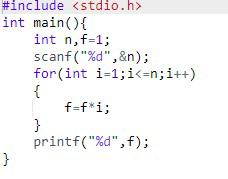 #include <stdio.h>
int main(){
    int n,f=1;
    scanf("%d",&n);
    for(int i=1;i<=n;i++)
    {
        f=f*i;
    }
    printf("%d",f);
}